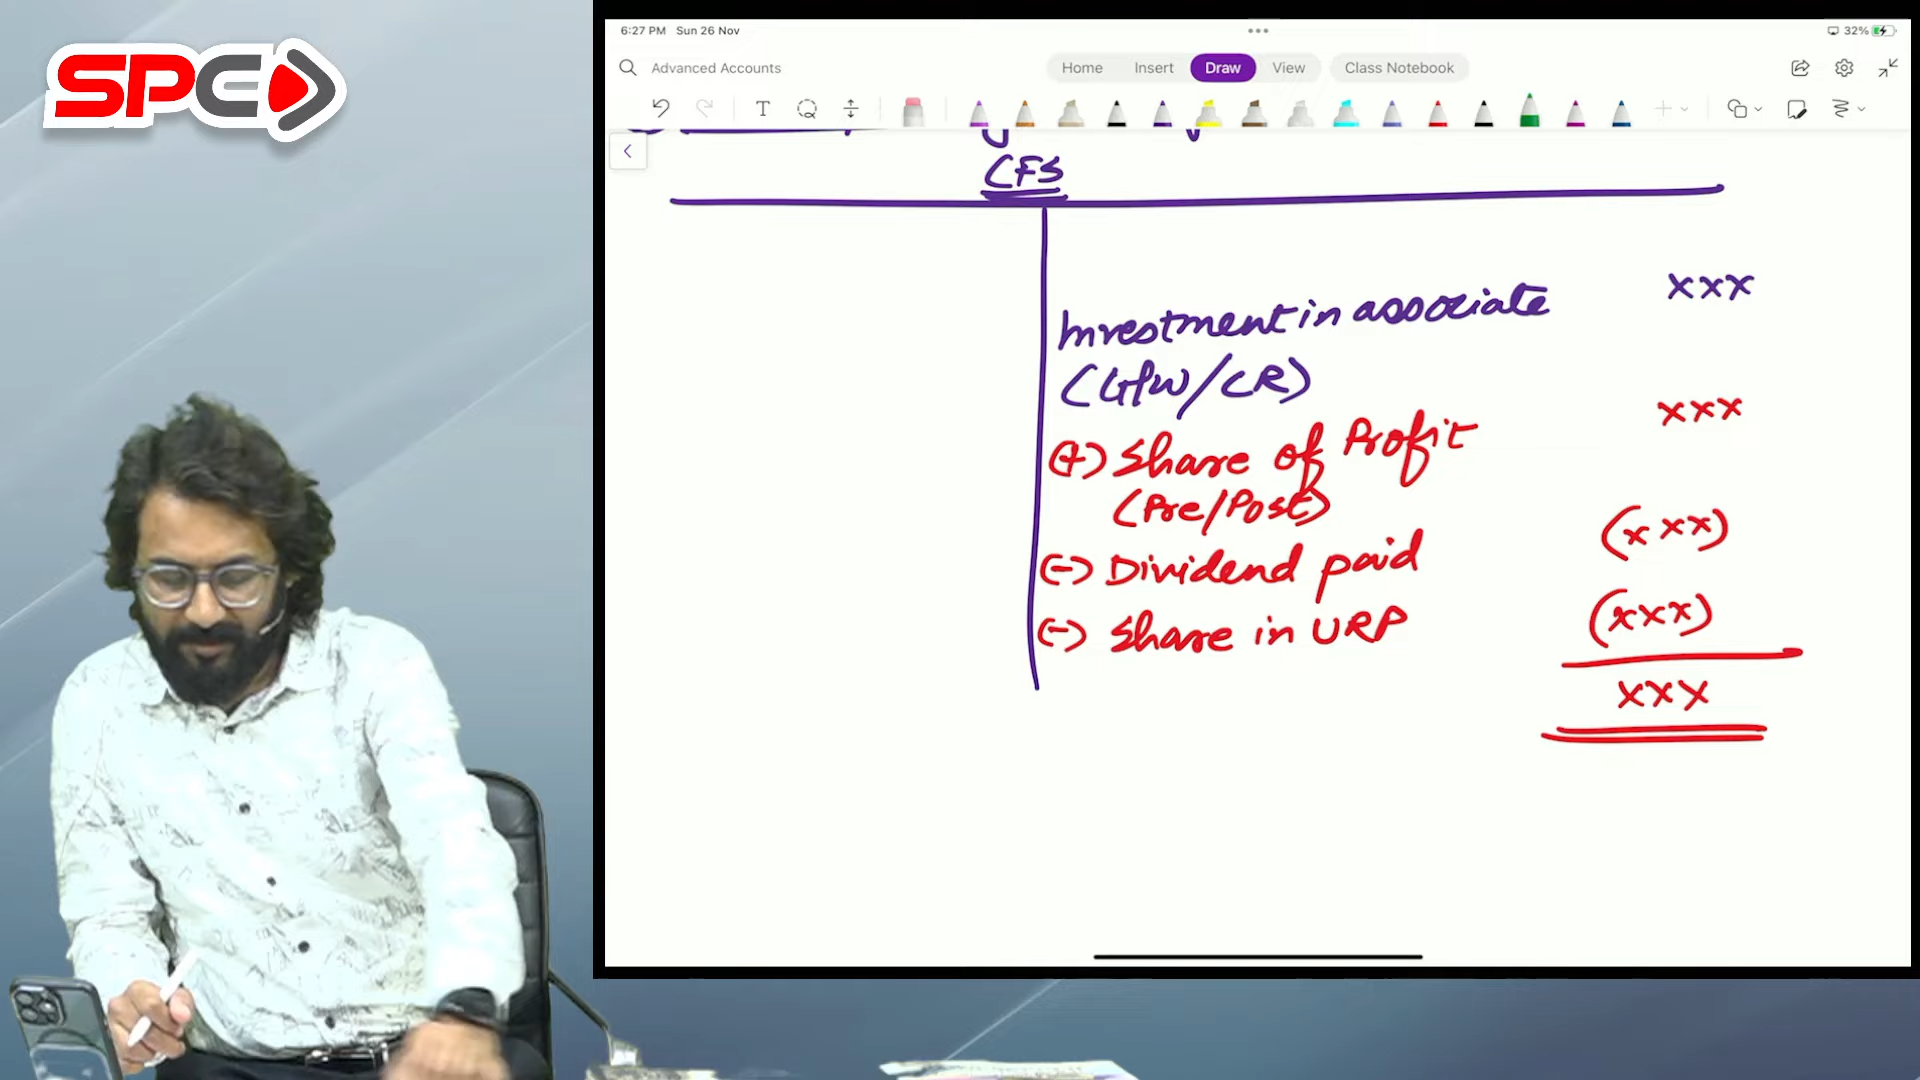 SPE
6:27 PM Sun 26 Nov
32%
Advanced Accounts
Home Insert Draw View Class Notebook
T
CFS
Investment in associate xxx
(G/W/CR)
(+) Share of Profit xxx
(Pre/Post)
(-) Dividend paid (xxx)
(-) Share in URP (xxx)
xxx